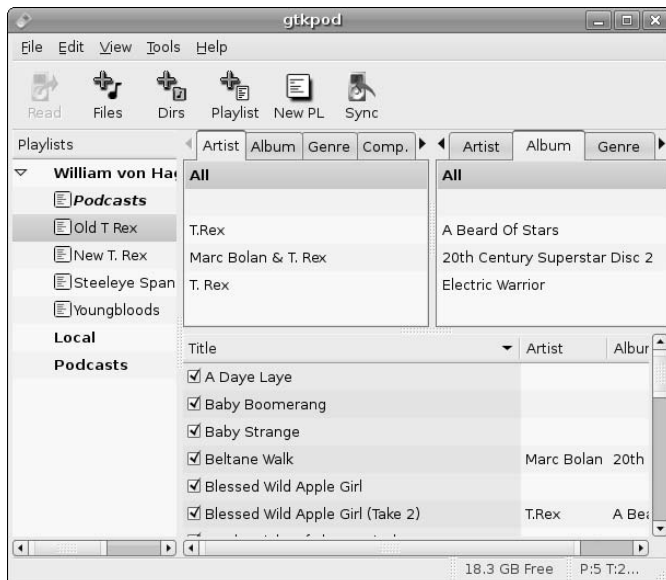 gtkpod
File Edit View Tools Help
Read Files Dirs Playlist New PL Sync
Playlists
William von Hag
Podcasts
Old T Rex
New T. Rex
Steeleye Span
Youngbloods
Local
Podcasts
Artist Album Genre Comp.
All
T.Rex
Marc Bolan & T. Rex
T. Rex
Artist Album Genre
All
A Beard Of Stars
20th Century Superstar Disc 2
Electric Warrior
Title Artist Albur
A Daye Laye
Baby Boomerang
Baby Strange
Beltane Walk Marc Bolan 20th
Blessed Wild Apple Girl
Blessed Wild Apple Girl (Take 2) T.Rex A Bea
18.3 GB Free P:5 T:2...